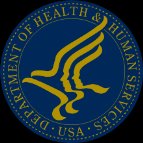 DEPARTMENT OF HEALTH & HUMAN SERVICES
· USA ·